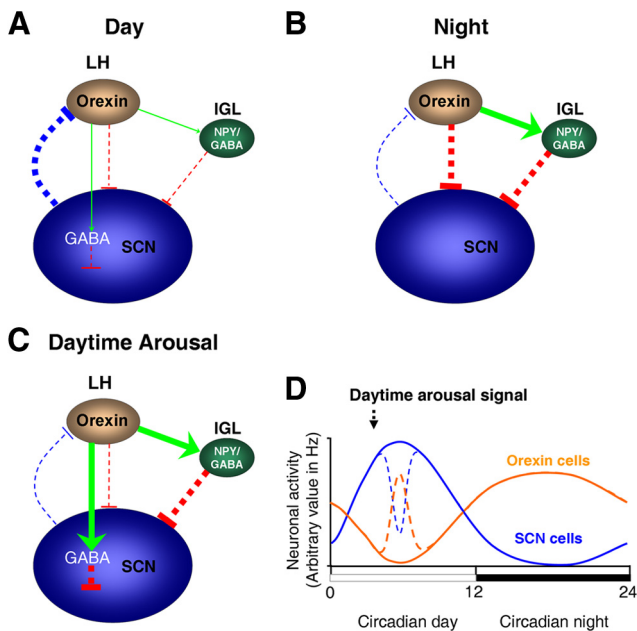 A
Day
LH
Orexin
IGL
NPY/
GABA
GABA
SCN
B
Night
LH
Orexin
IGL
NPY/
GABA
SCN
C
Daytime Arousal
LH
Orexin
IGL
NPY/
GABA
GABA
SCN
D
Daytime arousal signal
Neuronal activity
(Arbitrary value in Hz)
Orexin cells
SCN cells
0
12
24
Circadian day
Circadian night